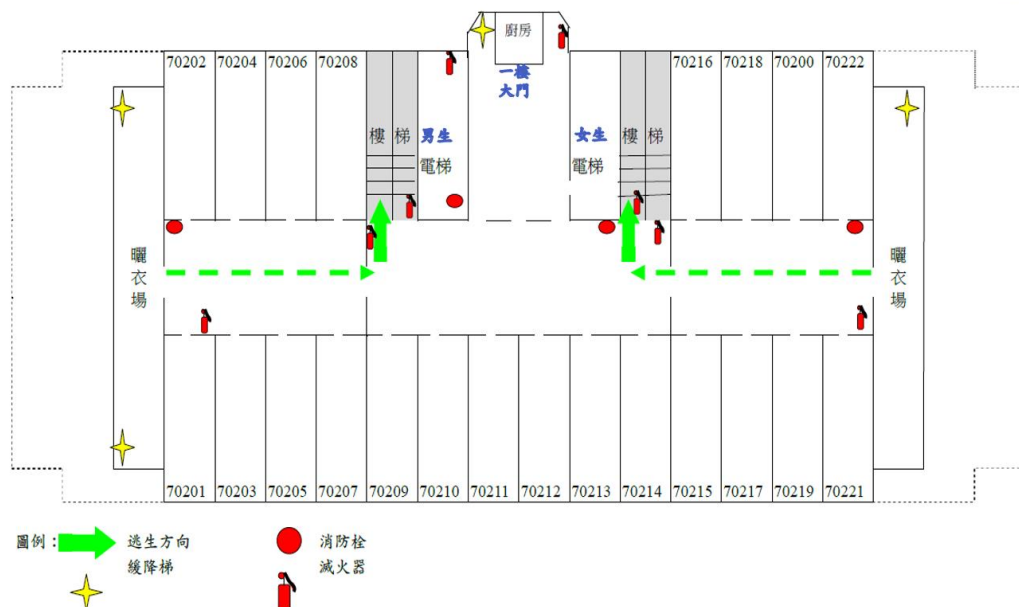 廚房
一樓
大門
70202 70204 70206 70208 70216 70218 70200 70222
樓 梯 男生 女生 樓 梯
電梯 電梯
曬衣場 曬衣場
70201 70203 70205 70207 70209 70210 70211 70212 70213 70214 70215 70217 70219 70221
圖例： 逃生方向 消防栓
緩降梯 滅火器